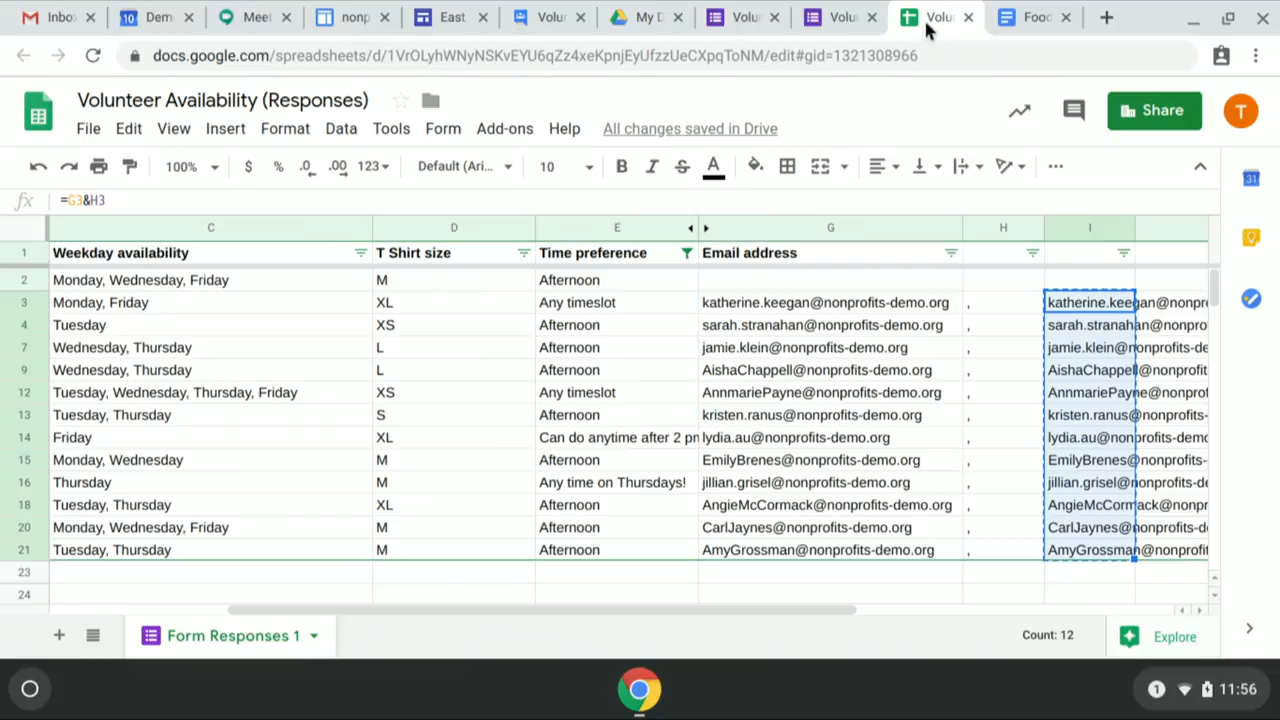 Inbo 10 Dem Meet nonp East Volu My D Volu Volu Volu Food
docs.google.com/spreadsheets/d/1VrOLyhWNyNSKvEYU6qZz4xeKpnjEyUfzzUeCXpqToNM/edit#gid=1321308966
Volunteer Availability (Responses)
File Edit View Insert Format Data Tools Form Add-ons Help All changes saved in Drive
Share T
100% $ % .0 .00 123 Default (Ari... 10 B I S A
31
fx =G3&H3
C D E G H I
1 Weekday availability T Shirt size Time preference Email address
2 Monday, Wednesday, Friday M Afternoon
3 Monday, Friday XL Any timeslot katherine.keegan@nonprofits-demo.org , katherine.keegan@nonpro
4 Tuesday XS Afternoon sarah.stranahan@nonprofits-demo.org , sarah.stranahan@nonprof
7 Wednesday, Thursday L Afternoon jamie.klein@nonprofits-demo.org , jamie.klein@nonprofits-de
9 Wednesday, Thursday L Afternoon AishaChappell@nonprofits-demo.org , AishaChappell@nonprofit
12 Tuesday, Wednesday, Thursday, Friday XS Any timeslot AnnmariePayne@nonprofits-demo.org , AnnmariePayne@nonprof
13 Tuesday, Thursday S Afternoon kristen.ranus@nonprofits-demo.org , kristen.ranus@nonprofits-
14 Friday XL Can do anytime after 2 pm lydia.au@nonprofits-demo.org , lydia.au@nonprofits-demo
15 Monday, Wednesday M Afternoon EmilyBrenes@nonprofits-demo.org , EmilyBrenes@nonprofits-
16 Thursday M Any time on Thursdays! jillian.grisel@nonprofits-demo.org , jillian.grisel@nonprofits-d
18 Tuesday, Thursday XL Afternoon AngieMcCormack@nonprofits-demo.org , AngieMcCormack@nonpro
20 Monday, Wednesday, Friday M Afternoon CarlJaynes@nonprofits-demo.org , CarlJaynes@nonprofits-d
21 Tuesday, Thursday M Afternoon AmyGrossman@nonprofits-demo.org , AmyGrossman@nonprofit
23
24
Form Responses 1 Count: 12 Explore
1 11:56